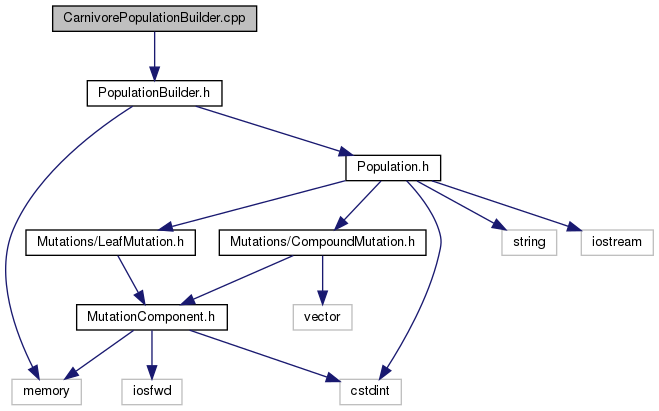 CarnivorePopulationBuilder.cpp
PopulationBuilder.h
Population.h
Mutations/LeafMutation.h
Mutations/CompoundMutation.h
string
iostream
MutationComponent.h
vector
memory
iosfwd
cstdint